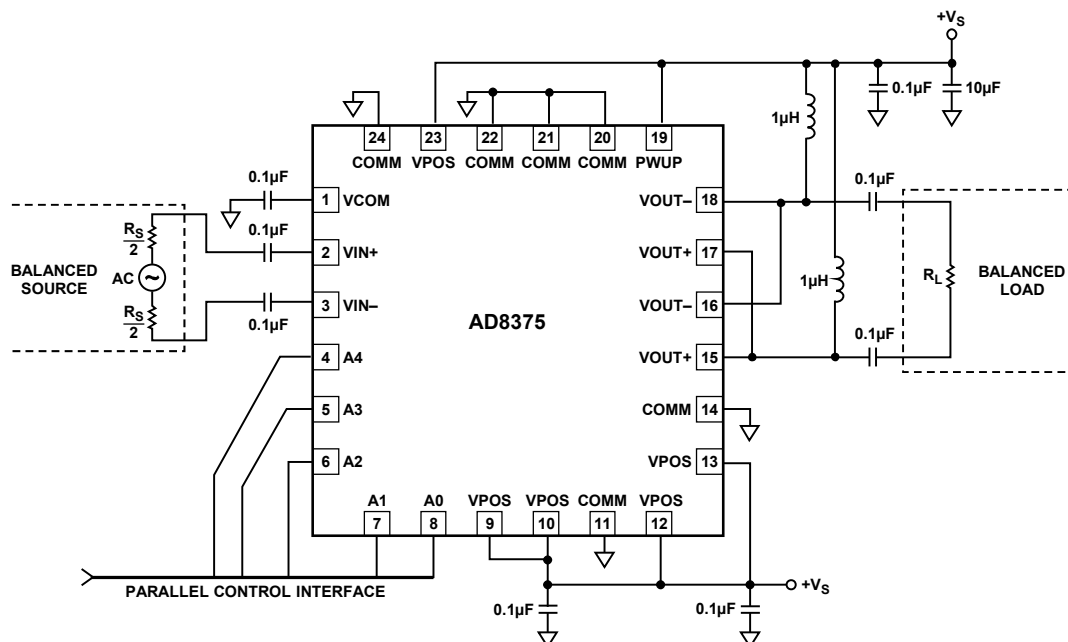 +VS
0.1µF
10µF
1µH
24
23
22
21
20
19
COMM
VPOS
COMM
COMM
COMM
PWUP
0.1µF
1
VCOM
VOUT–
18
0.1µF
BALANCED
SOURCE
RS
2
AC
RS
2
0.1µF
2
VIN+
VOUT+
17
1µH
RL
BALANCED
LOAD
0.1µF
3
VIN–
AD8375
VOUT–
16
0.1µF
4
A4
VOUT+
15
5
A3
COMM
14
6
A2
VPOS
13
A1
A0
VPOS
VPOS
COMM
VPOS
7
8
9
10
11
12
PARALLEL CONTROL INTERFACE
0.1µF
0.1µF
+VS